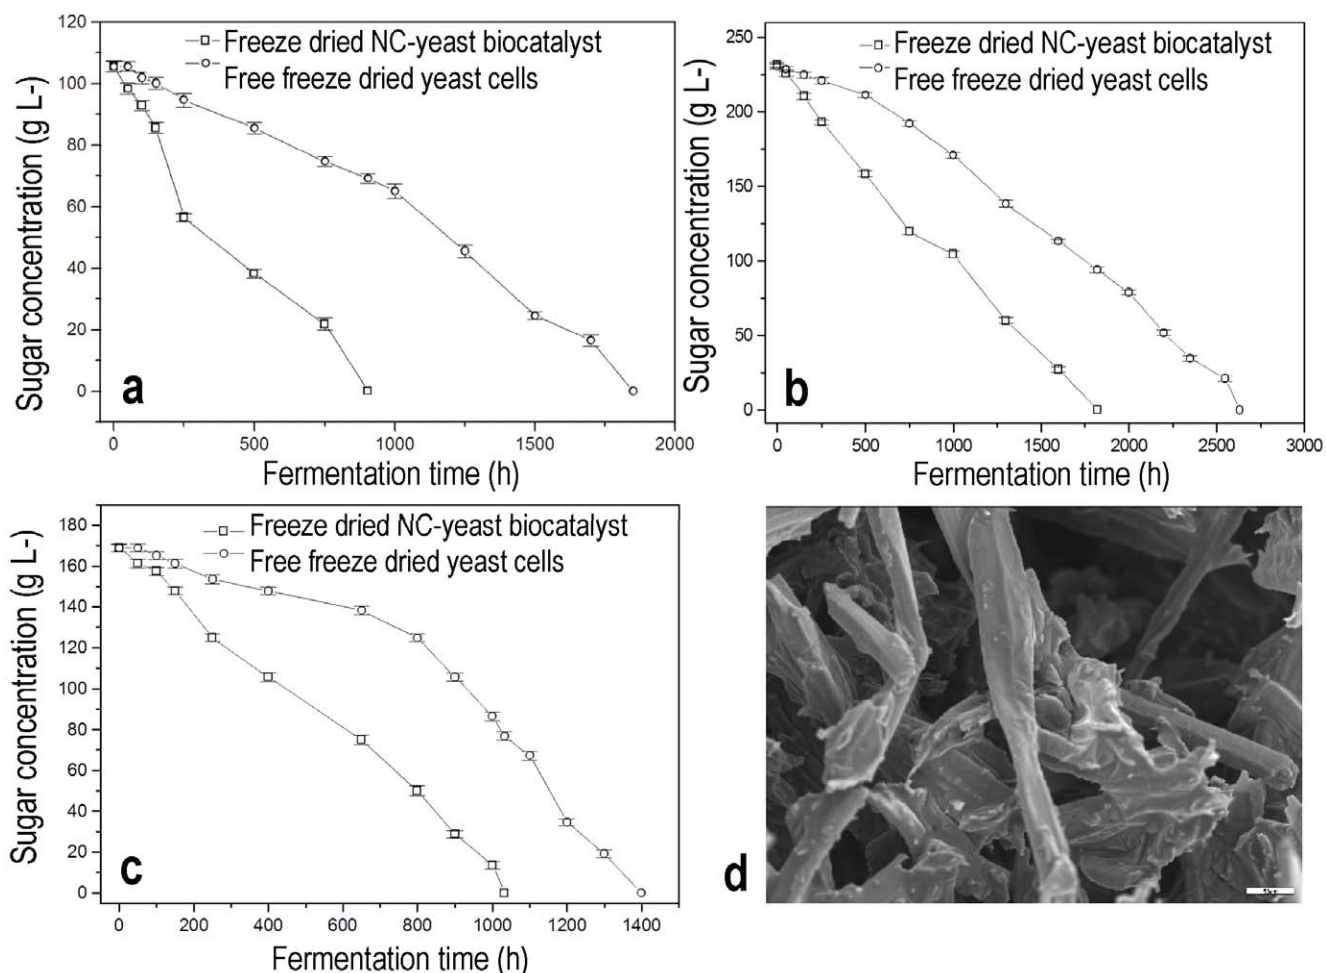 120
100
80
60
40
20
0
Sugar concentration (g L-)
Freeze dried NC-yeast biocatalyst
Free freeze dried yeast cells
a
0 500 1000 1500 2000
Fermentation time (h)
250
200
150
100
50
0
Sugar concentration (g L-)
Freeze dried NC-yeast biocatalyst
Free freeze dried yeast cells
b
0 500 1000 1500 2000 2500 3000
Fermentation time (h)
180
160
140
120
100
80
60
40
20
0
Sugar concentration (g L-)
Freeze dried NC-yeast biocatalyst
Free freeze dried yeast cells
c
0 200 400 600 800 1000 1200 1400
Fermentation time (h)
d